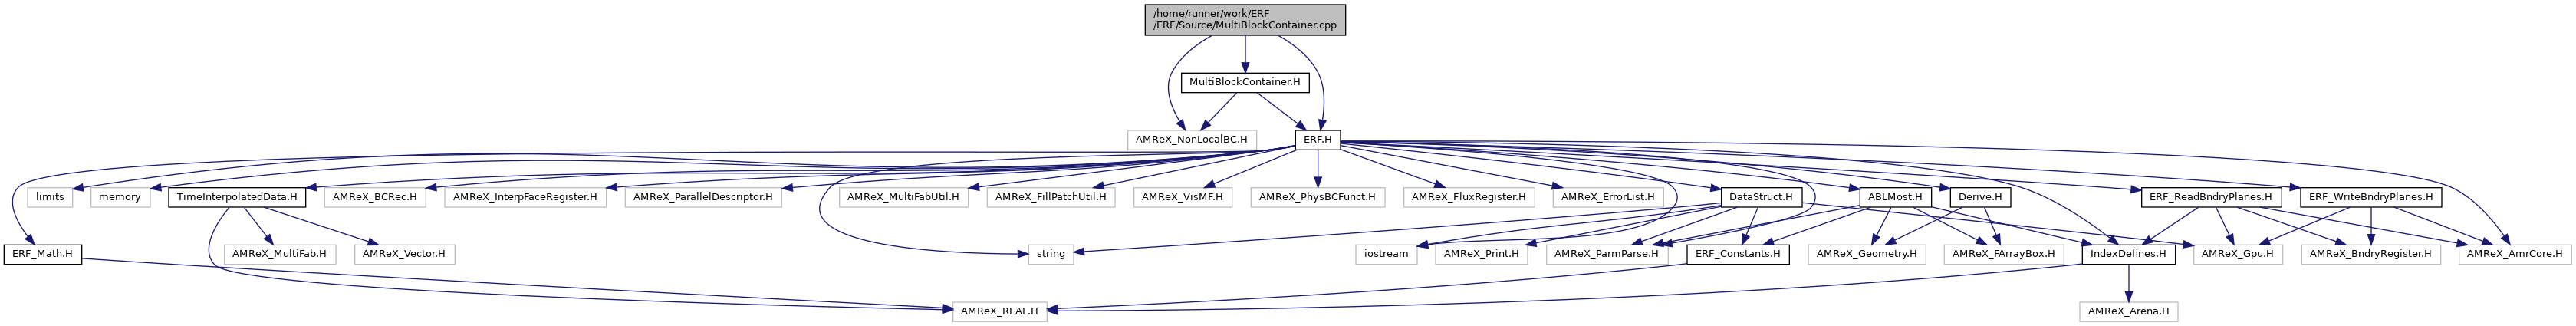 /home/runner/work/ERF
/ERF/Source/MultiBlockContainer.cpp
MultiBlockContainer.H
AMReX_NonLocalBC.H
ERF.H
limits
memory
TimeInterpolatedData.H
AMReX_BCRec.H
AMReX_InterpFaceRegister.H
AMReX_ParallelDescriptor.H
AMReX_MultiFabUtil.H
AMReX_FillPatchUtil.H
AMReX_VisMF.H
AMReX_PhysBCFunct.H
AMReX_FluxRegister.H
AMReX_ErrorList.H
DataStruct.H
ABLMost.H
Derive.H
ERF_ReadBndryPlanes.H
ERF_WriteBndryPlanes.H
ERF_Math.H
AMReX_MultiFab.H
AMReX_Vector.H
string
iostream
AMReX_Print.H
AMReX_ParmParse.H
ERF_Constants.H
AMReX_Geometry.H
AMReX_FArrayBox.H
IndexDefines.H
AMReX_Gpu.H
AMReX_BndryRegister.H
AMReX_AmrCore.H
AMReX_REAL.H
AMReX_Arena.H